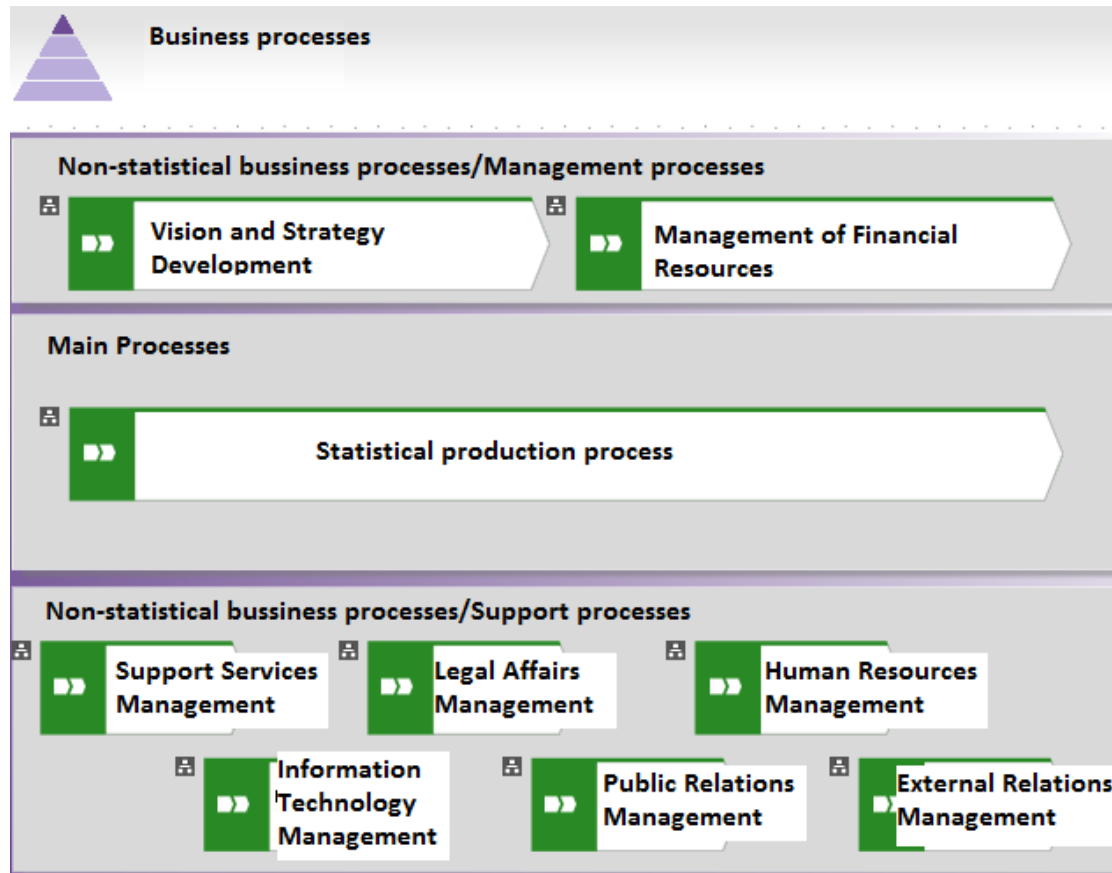 Business processes
Non-statistical bussiness processes/Management processes
Vision and Strategy
Development
Management of Financial
Resources
Main Processes
Statistical production process
Non-statistical bussiness processes/Support processes
Support Services
Management
Legal Affairs
Management
Human Resources
Management
Information
Technology
Management
Public Relations
Management
External Relations
Management